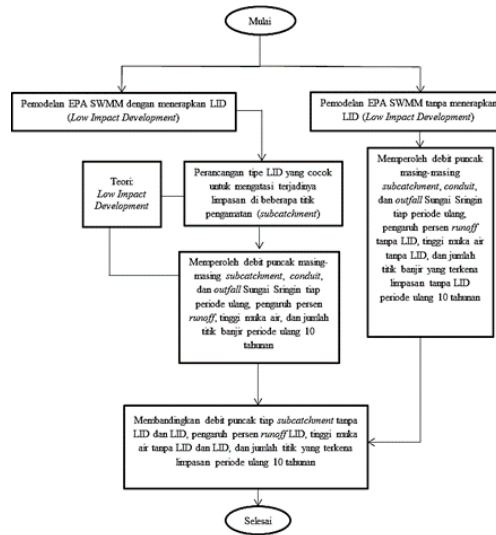 Mulai
Pemodelan EPA SWMM dengan menerapkan LID
(Low Impact Development)
Pemodelan EPA SWMM tanpa menerapkan
LID (Low Impact Development)
Teori:
Low Impact
Development
Perancangan tipe LID yang cocok
untuk mengatasi terjadinya
limpasan di beberapa titik
pengamatan (subcatchment)
Memperoleh debit puncak
masing-masing
subcatchment, conduit,
dan outfall Sungai Sringin
tiap periode ulang,
pengaruh persen runoff
tanpa LID, tinggi muka air
tanpa LID, dan jumlah
titik banjir yang terkena
limpasan tanpa LID
periode ulang 10 tahunan
Memperoleh debit puncak masing-
masing subcatchment, conduit,
dan outfall Sungai Sringin tiap
periode ulang, pengaruh persen
runoff, tinggi muka air, dan jumlah
titik banjir periode ulang 10
tahunan
Membandingkan debit puncak tiap subcatchment tanpa
LID dan LID, pengaruh persen runoff LID, tinggi muka
air tanpa LID dan LID, dan jumlah titik yang terkena
limpasan periode ulang 10 tahunan
Selesai